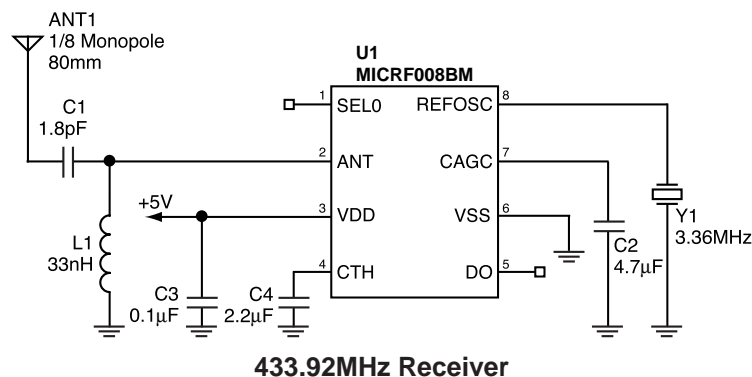 ANT1
1/8 Monopole
80mm
C1
1.8pF
L1
33nH
+5V
C3
0.1µF
C4
2.2µF
U1
MICRF008BM
1
SEL0
2
ANT
3
VDD
4
CTH
REFOSC
8
CAGC
7
VSS
6
DO
5
C2
4.7µF
Y1
3.36MHz
433.92MHz Receiver